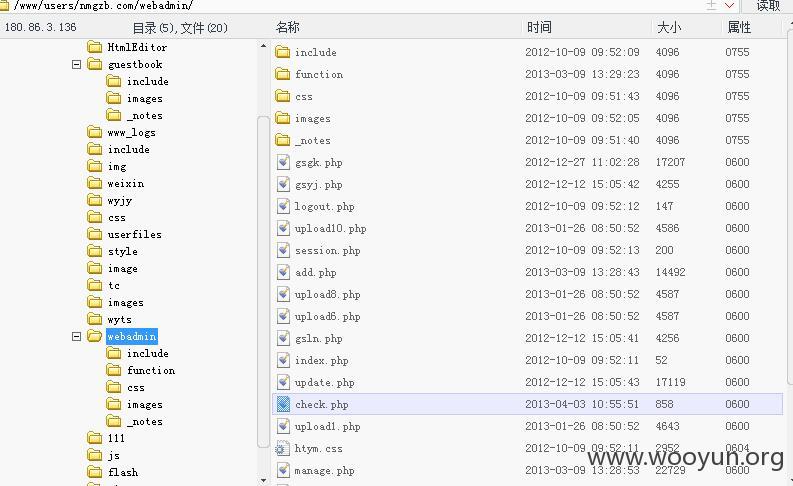 /www/users/nmgzb.com/webadmin/ 读取
180.86.3.136 目录(5),文件(20) 名称 时间 大小 属性
HtmlEditor
guestbook
include
images
_notes
www_logs
include
img
weixin
wyjy
css
userfiles
style
image
tc
images
wyts
webadmin
include
function
css
images
_notes
111
js
flash
include 2012-10-09 09:52:09 4096 0755
function 2013-03-09 13:29:23 4096 0755
css 2012-10-09 09:51:43 4096 0755
images 2012-10-09 09:52:05 4096 0755
_notes 2012-10-09 09:51:40 4096 0755
gsgk.php 2012-12-27 11:02:28 17207 0600
gsyj.php 2012-12-12 15:05:42 4255 0600
logout.php 2012-10-09 09:52:12 147 0600
upload10.php 2013-01-26 08:50:52 4586 0600
session.php 2012-10-09 09:52:13 200 0600
add.php 2013-03-09 13:28:43 14492 0600
upload8.php 2013-01-26 08:50:52 4587 0600
upload6.php 2013-01-26 08:50:52 4587 0600
gsln.php 2012-12-12 15:05:41 4256 0600
index.php 2012-10-09 09:52:11 52 0600
update.php 2012-12-12 15:05:43 17119 0600
check.php 2013-04-03 10:55:51 858 0600
upload1.php 2013-01-26 08:50:52 4643 0600
htym.css 2012-10-09 09:52:11 2952 0604
manage.php 2013-03-09 13:28:53 22729 0600
www.wooyun.org